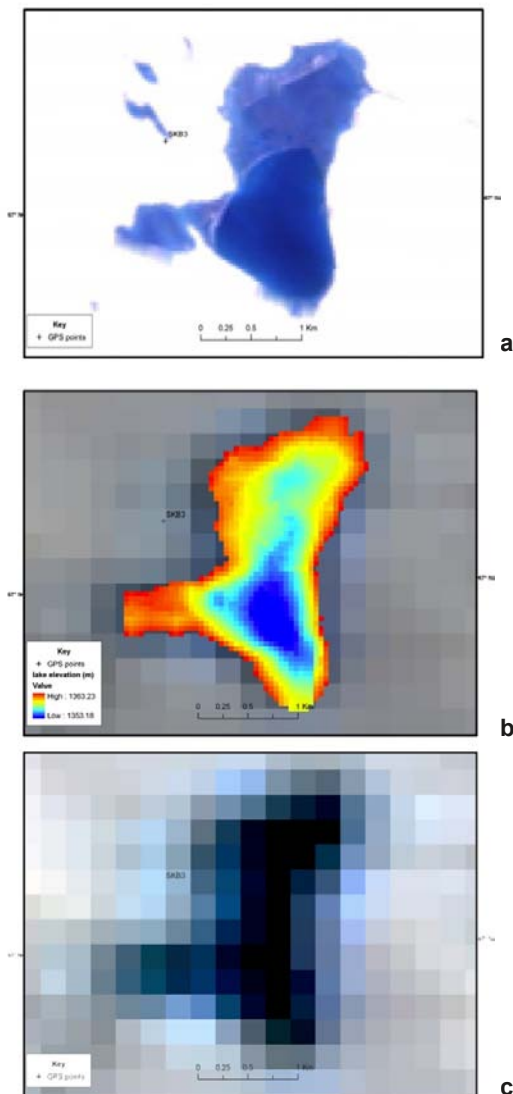 SKB3
0 0.25 0.5 1 Km
Key
+ GPS points
a
SKB3
Key
+ GPS points
lake elevation (m)
Value
High : 1363.23
Low : 1353.18
0 0.25 0.5 1 Km
b
SKB3
Key
+ GPS points
0 0.25 0.5 1 Km
c